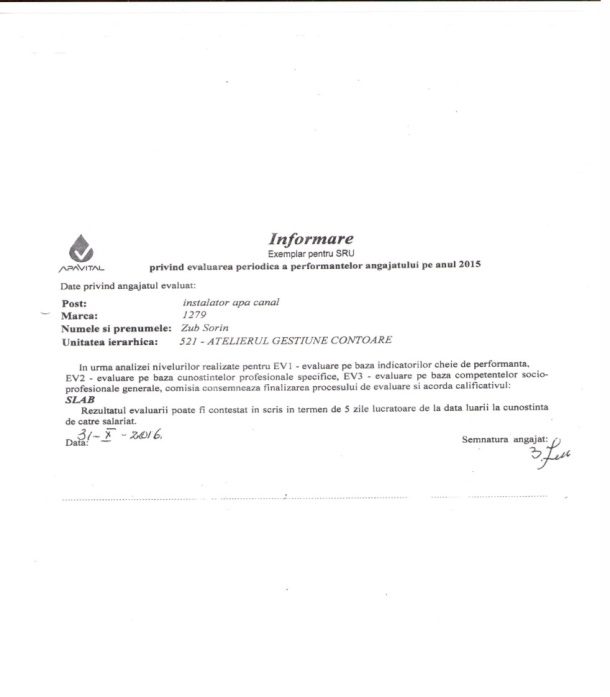 Informare
Exemplar pentru SRU
APAVITAL
privind evaluarea periodica a performantelor angajatului pe anul 2015
Date privind angajatul evaluat:
Post: instalator apa canal
Marca: 1279
Numele si prenumele: Zub Sorin
Unitatea ierarhica: 521 - ATELIERUL GESTIUNE CONTOARE
In urma analizei nivelurilor realizate pentru EV1 - evaluare pe baza indicatorilor cheie de performanta,
EV2 - evaluare pe baza cunostintelor profesionale specifice, EV3 - evaluare pe baza competentelor socio-
profesionale generale, comisia consemneaza finalizarea procesului de evaluare si acorda calificativul:
SLAB
Rezultatul evaluarii poate fi contestat in scris in termen de 5 zile lucratoare de la data luarii la cunostinta
de catre salariat.
Data: 31-X-2016.
Semnatura angajat: